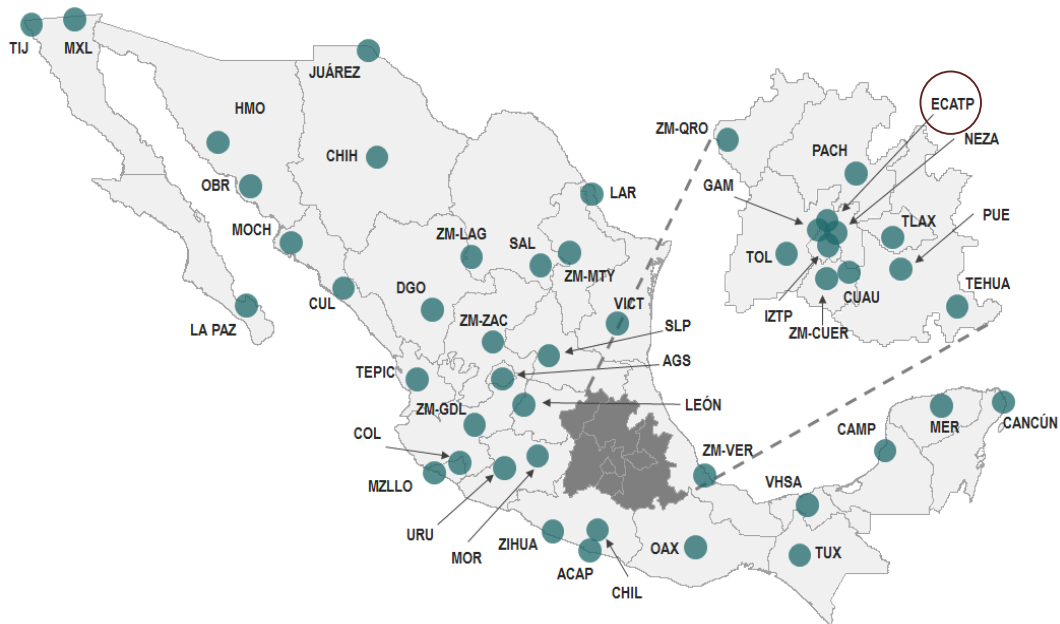 TIJ
MXL
JUÁREZ
HMO
CHIH
OBR
MOCH
LAR
ZM-LAG
SAL
ZM-MTY
CUL
DGO
LA PAZ
VICT
ZM-ZAC
SLP
AGS
TEPIC
LEÓN
ZM-GDL
COL
MZLLO
URU
MOR
ZIHUA
ACAP
CHIL
OAX
ZM-VER
VHSA
TUX
CAMP
MER
CANCÚN
ECATP
ZM-QRO
NEZA
PACH
GAM
TLAX
PUE
TOL
CUAU
TEHUA
IZTP
ZM-CUER